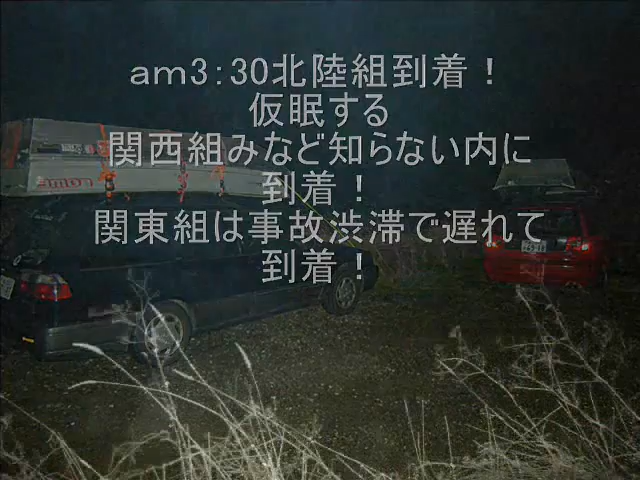 am3:30北陸組到着！
仮眠する
関西組みなど知らない内に
到着！
関東組は事故渋滞で遅れて
到着！